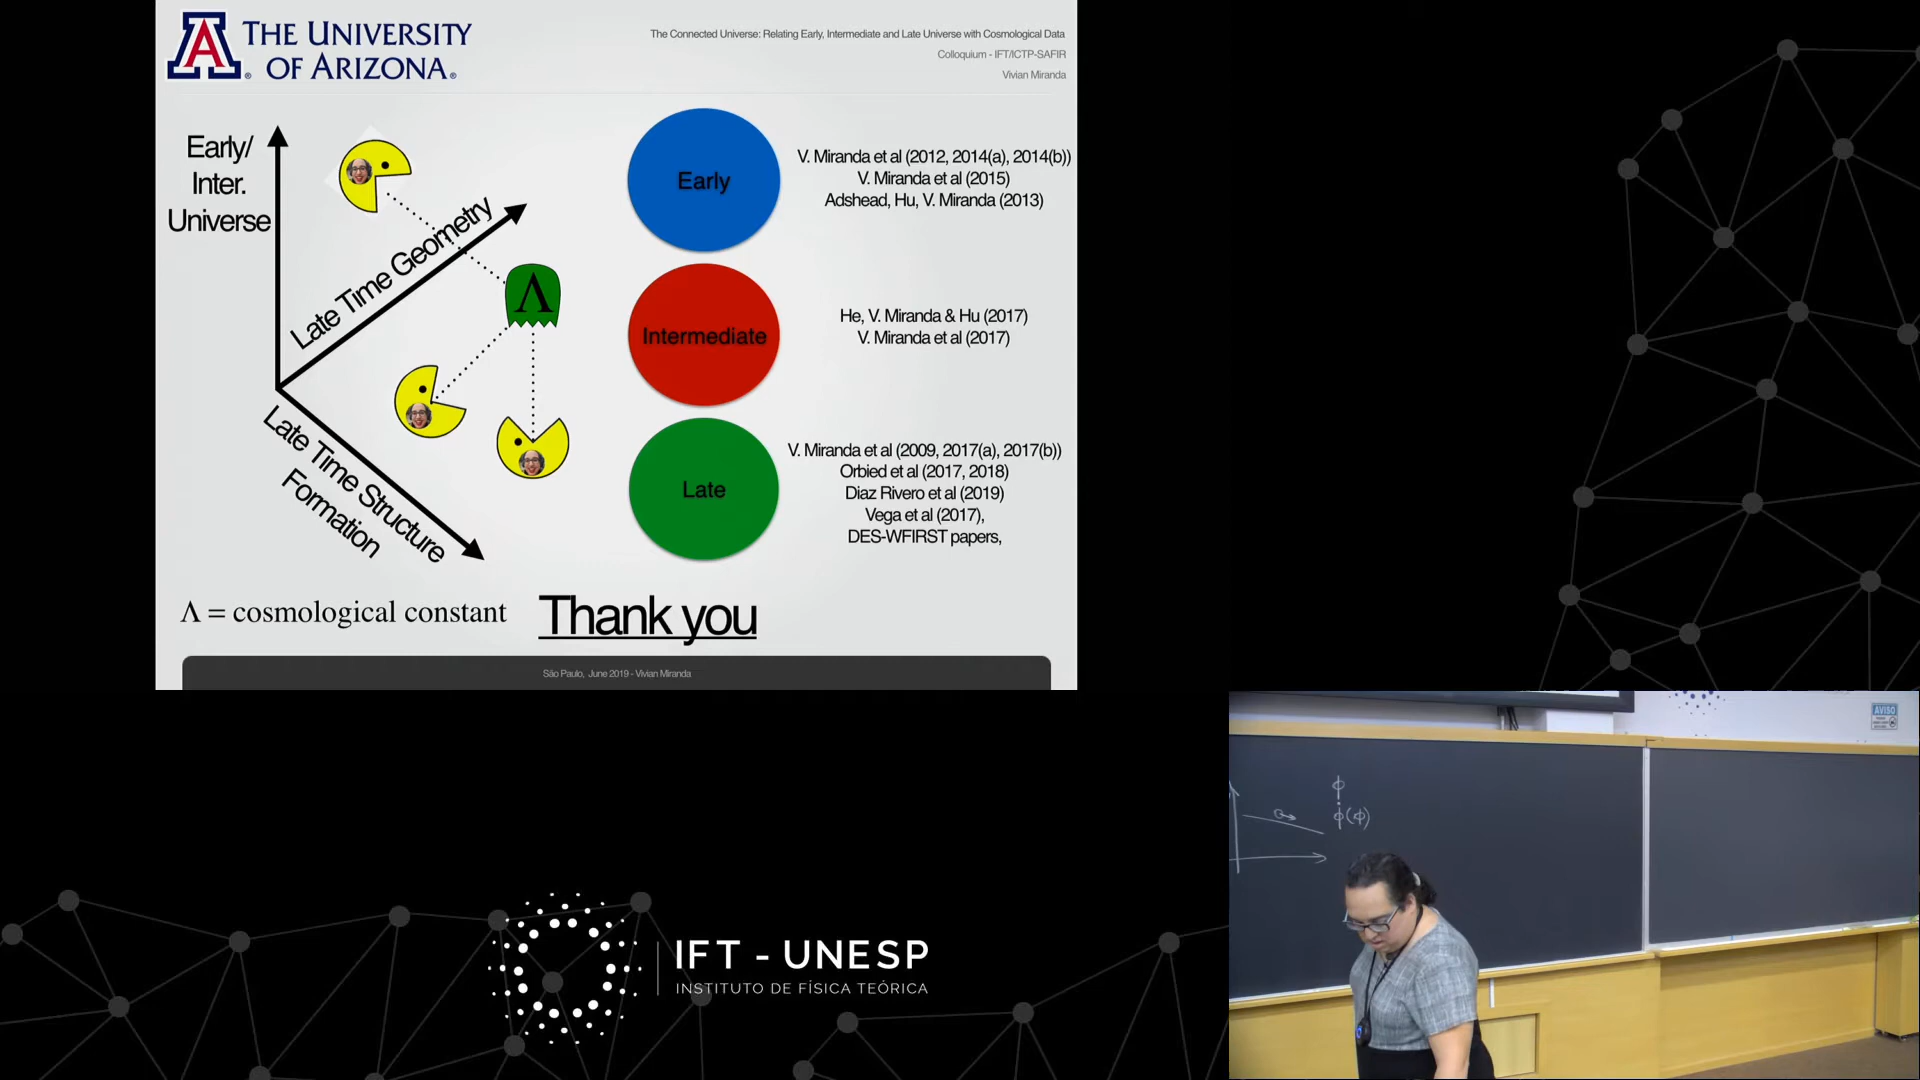 THE UNIVERSITY
OF ARIZONA.
The Connected Universe: Relating Early, Intermediate and Late Universe with Cosmological Data
Colloquium - IFT/ICTP-SAFIR
Vivian Miranda
Early/
Inter.
Universe
Late Time Geometry
Λ
Late Time Structure
Formation
Early
V. Miranda et al (2012, 2014(a), 2014(b))
V. Miranda et al (2015)
Adshead, Hu, V. Miranda (2013)
Intermediate
He, V. Miranda & Hu (2017)
V. Miranda et al (2017)
Late
V. Miranda et al (2009, 2017(a), 2017(b))
Orbied et al (2017, 2018)
Diaz Rivero et al (2019)
Vega et al (2017),
DES-WFIRST papers,
Λ = cosmological constant
Thank you
São Paulo, June 2019 - Vivian Miranda
AVISO
ϕ
ϕ̇(ϕ)
IFT - UNESP
INSTITUTO DE FÍSICA TEÓRICA